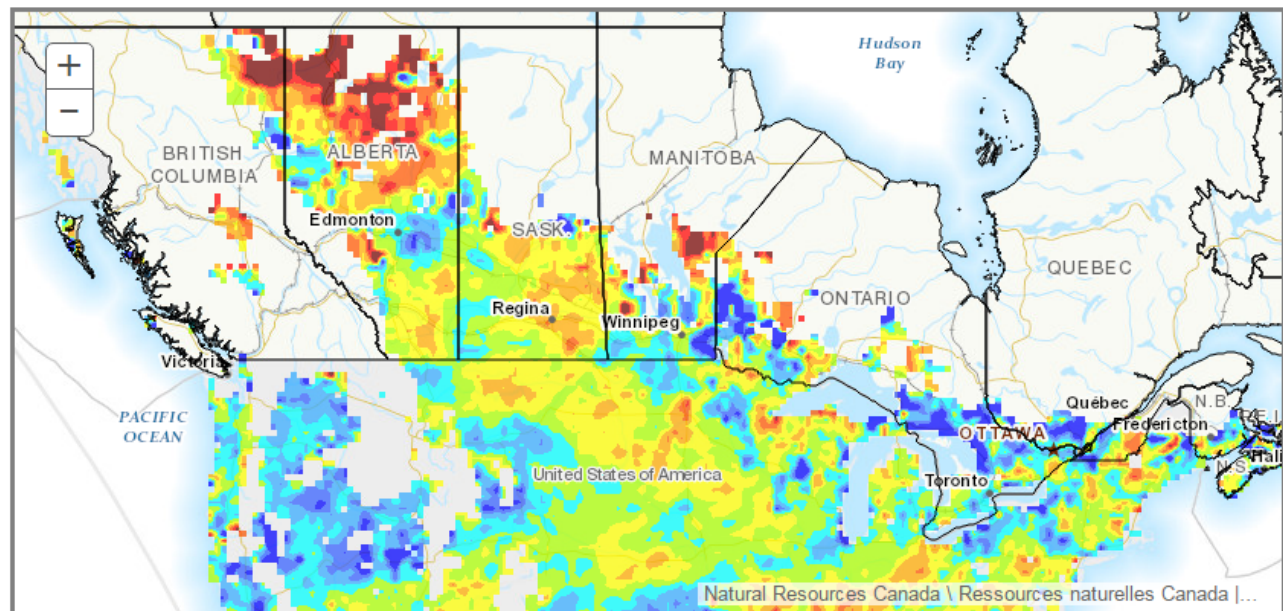 +
Hudson
Bay
−
BRITISH
COLUMBIA
ALBERTA
MANITOBA
Edmonton
SASK.
QUEBEC
ONTARIO
Regina
Winnipeg
Victoria
Québec
N.B.
P.E.I.
PACIFIC
OCEAN
OTTAWA
Fredericton
Hali
N.S.
United States of America
Toronto
Natural Resources Canada \ Ressources naturelles Canada |...